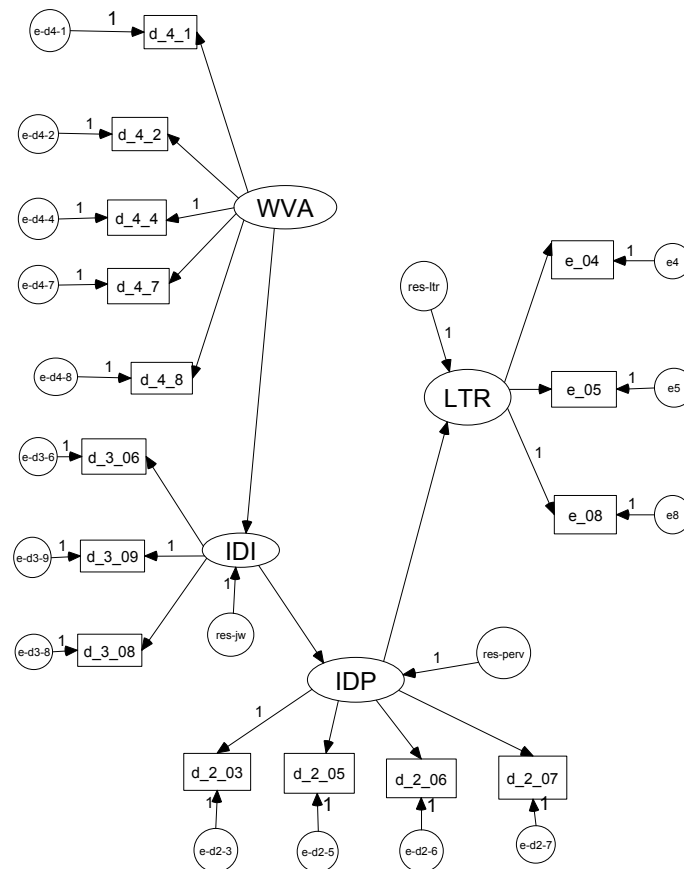 e-d4-1
1
d_4_1
e-d4-2
1
d_4_2
e-d4-4
1
d_4_4
1
WVA
e-d4-7
1
d_4_7
e-d4-8
1
d_4_8
res-ltr
1
LTR
e_04
1
e4
e_05
1
e5
1
e_08
1
e8
e-d3-6
1
d_3_06
e-d3-9
1
d_3_09
1
IDI
e-d3-8
1
d_3_08
1
res-jw
IDP
1
res-perv
1
d_2_03
d_2_05
d_2_06
d_2_07
1
1
1
1
e-d2-3
e-d2-5
e-d2-6
e-d2-7